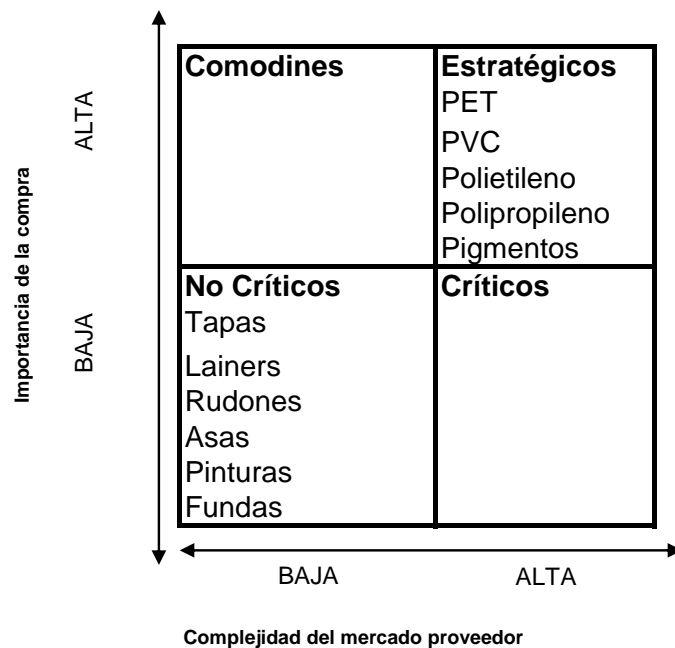 Comodines
Estratégicos
PET
PVC
Polietileno
Polipropileno
Pigmentos
ALTA
Importancia de la compra
BAJA
No Críticos
Tapas
Lainers
Rudones
Asas
Pinturas
Fundas
Críticos
BAJA
ALTA
Complejidad del mercado proveedor